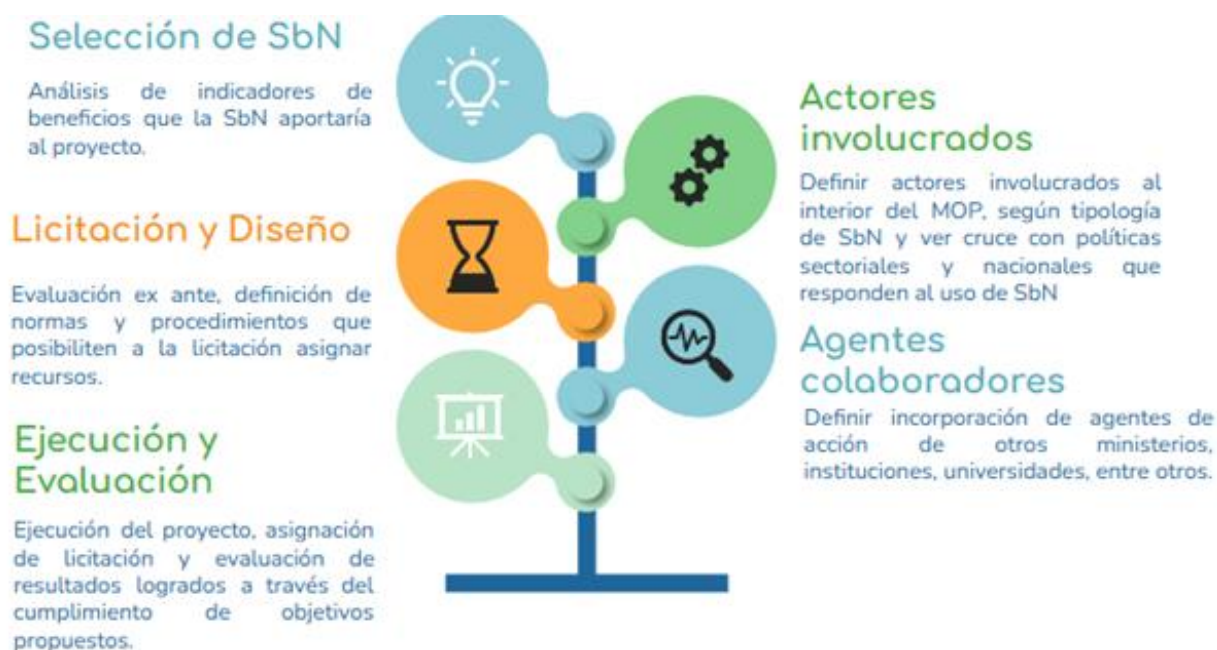 Selección de SbN
Análisis de indicadores de
beneficios que la SbN aportaría
al proyecto.
Actores
involucrados
Definir actores involucrados al
interior del MOP, según tipología
de SbN y ver cruce con políticas
sectoriales y nacionales que
responden al uso de SbN
Licitación y Diseño
Evaluación ex ante, definición de
normas y procedimientos que
posibiliten a la licitación asignar
recursos.
Agentes
colaboradores
Definir incorporación de agentes de
acción de otros ministerios,
instituciones, universidades, entre otros.
Ejecución y
Evaluación
Ejecución del proyecto, asignación
de licitación y evaluación de
resultados logrados a través del
cumplimiento de objetivos
propuestos.